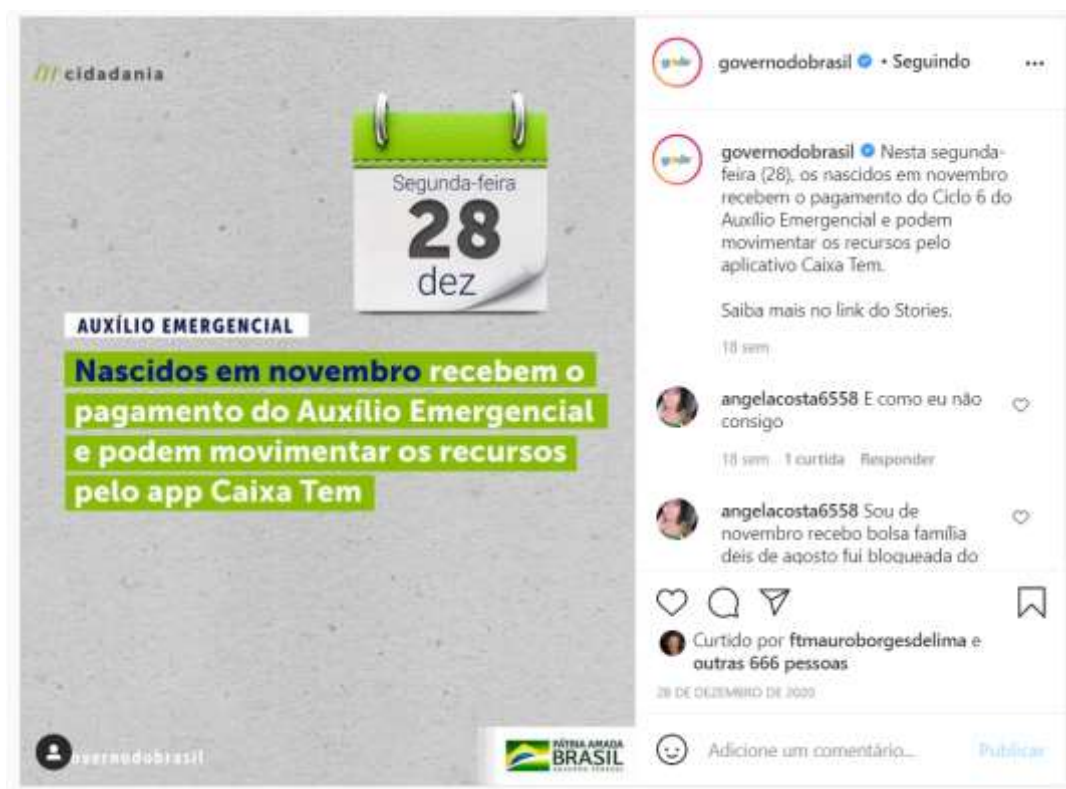 /// cidadania
Segunda-feira
28
dez
AUXÍLIO EMERGENCIAL
Nascidos em novembro recebem o
pagamento do Auxílio Emergencial
e podem movimentar os recursos
pelo app Caixa Tem
overnodobrasil
PÁTRIA AMADA
BRASIL
GOVERNO FEDERAL
governodobrasil • Seguindo
governodobrasil Nesta segunda-
feira (28), os nascidos em novembro
recebem o pagamento do Ciclo 6 do
Auxílio Emergencial e podem
movimentar os recursos pelo
aplicativo Caixa Tem.
Saiba mais no link do Stories.
18 sem
angelacosta6558 E como eu não
consigo
18 sem 1 curtida Responder
angelacosta6558 Sou de
novembro recebo bolsa família
deis de agosto fui bloqueada do
Curtido por ftmauroborgesdelima e
outras 666 pessoas
28 DE DEZEMBRO DE 2020
Adicione um comentário...
Publicar